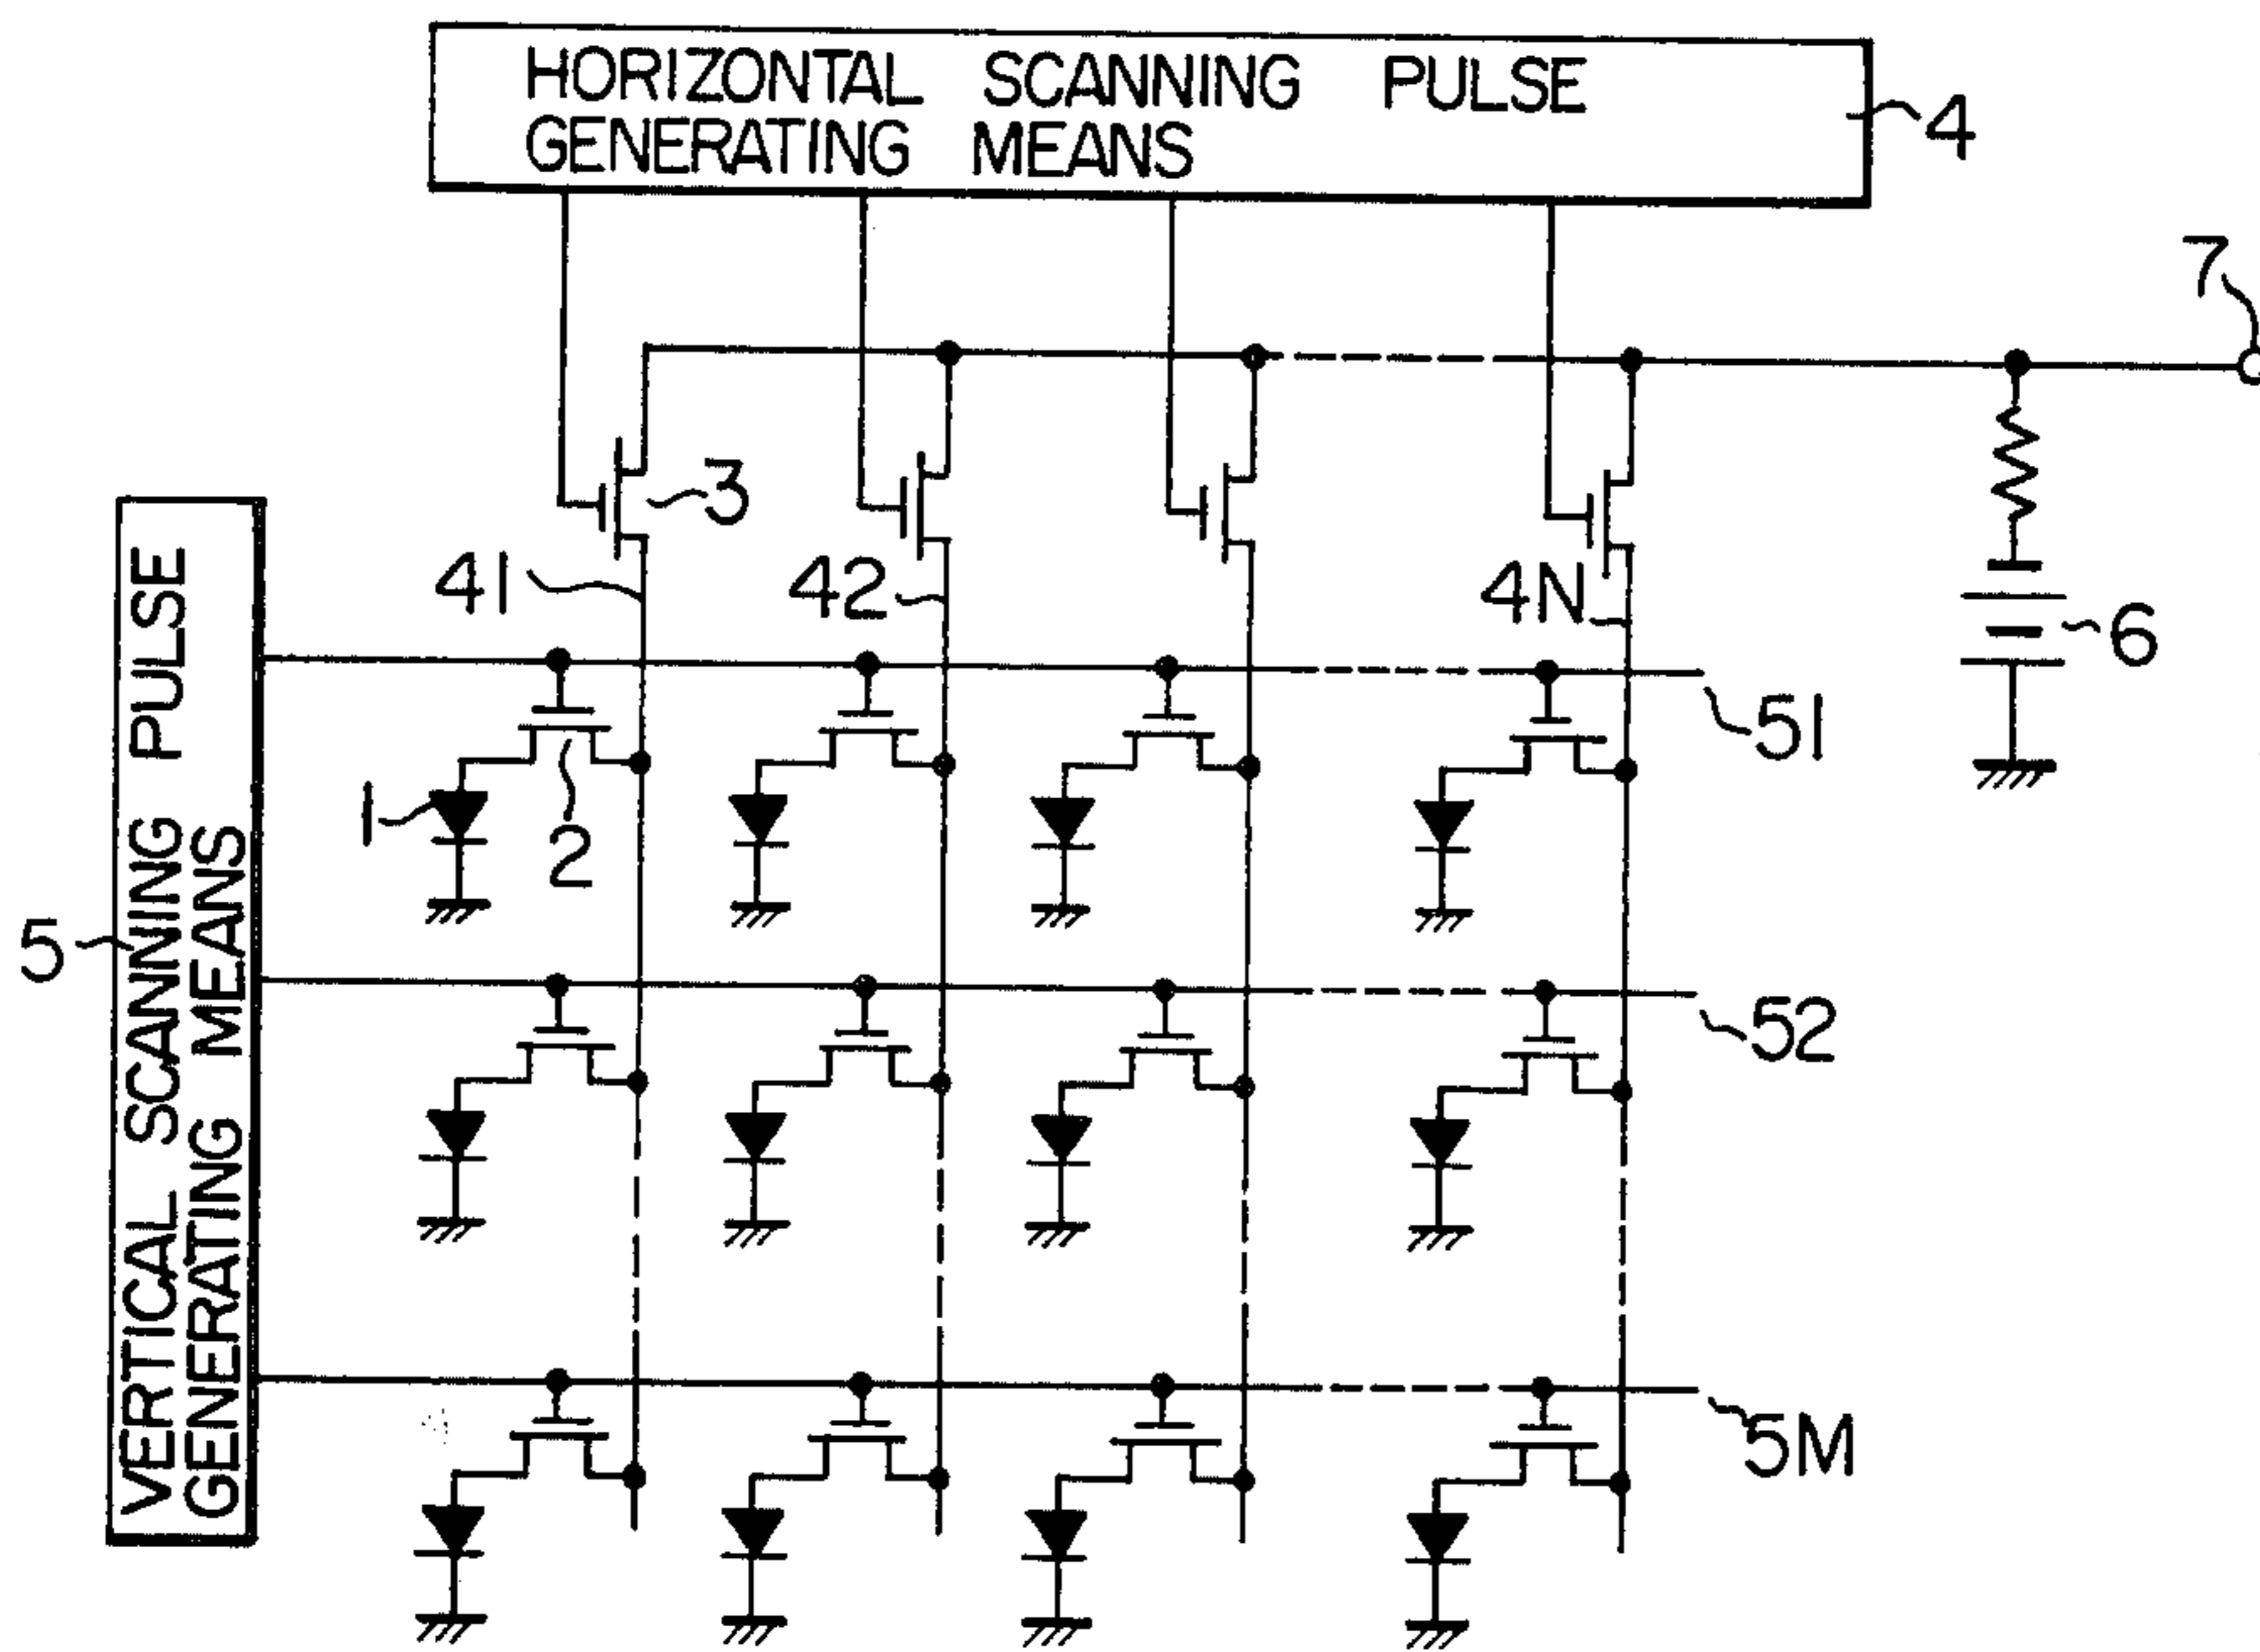 HORIZONTAL SCANNING PULSE
GENERATING MEANS
4
7
3
41
42
4N
6
51
1
2
VERTICAL SCANNING PULSE
GENERATING MEANS
5
52
5M